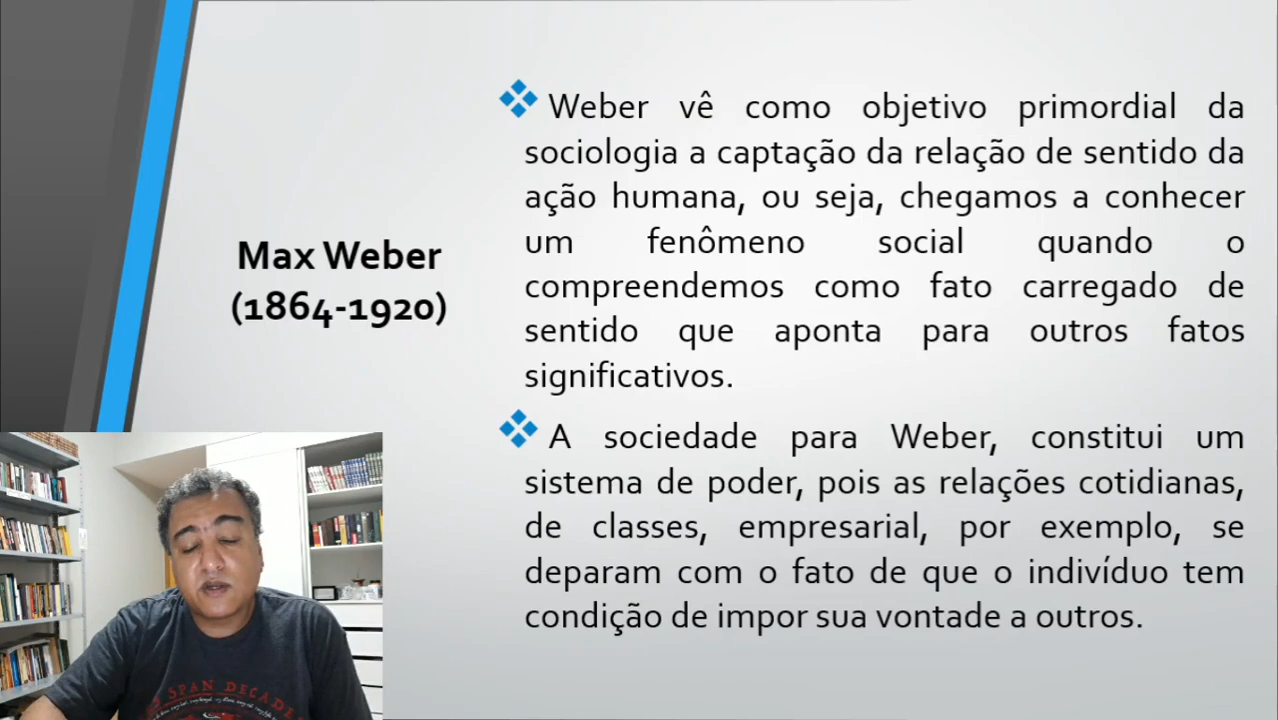 Weber vê como objetivo primordial da
sociologia a captação da relação de sentido da
ação humana, ou seja, chegamos a conhecer
um fenômeno social quando o
compreendemos como fato carregado de
sentido que aponta para outros fatos
significativos.
A sociedade para Weber, constitui um
sistema de poder, pois as relações cotidianas,
de classes, empresarial, por exemplo, se
deparam com o fato de que o indivíduo tem
condição de impor sua vontade a outros.
Max Weber
(1864-1920)
SPAN DECADE